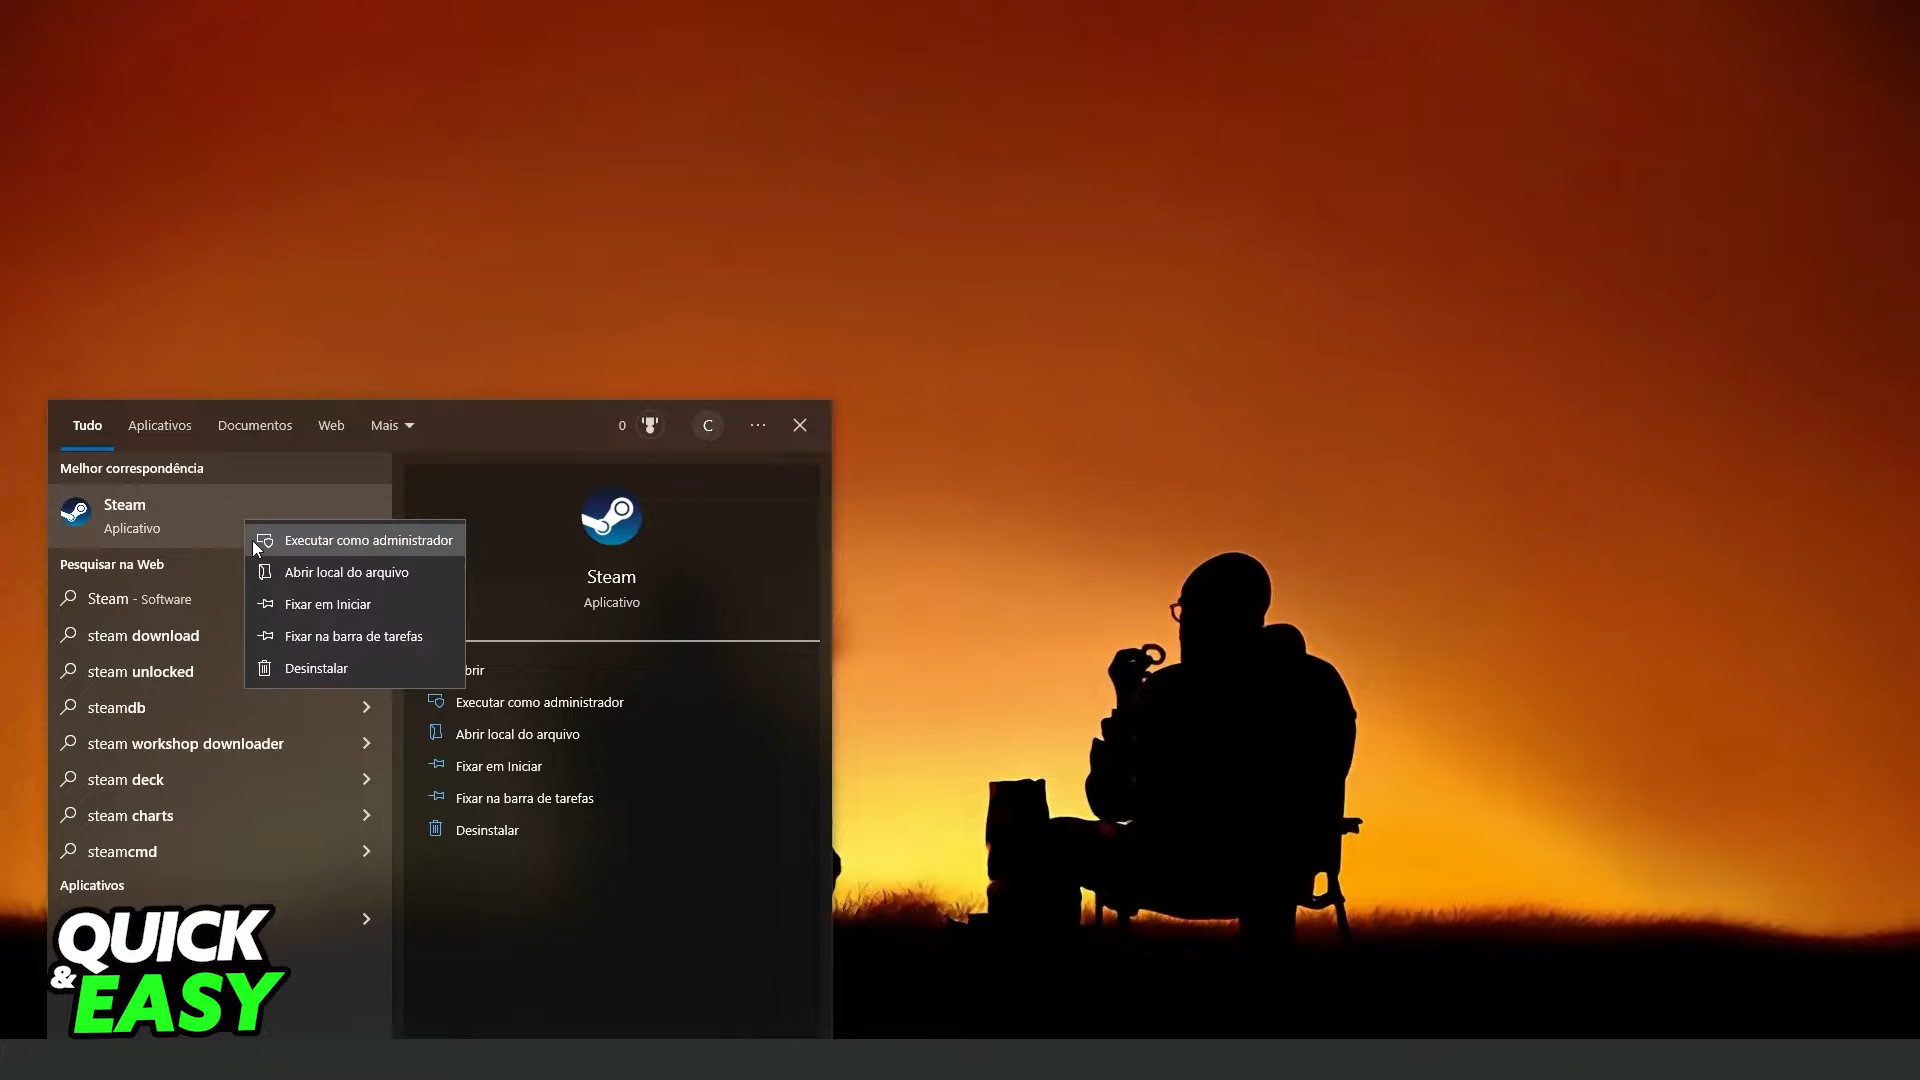 Tudo Aplicativos Documentos Web Mais 0 C
Melhor correspondência
Steam
Aplicativo
Executar como administrador
Abrir local do arquivo
Fixar em Iniciar
Fixar na barra de tarefas
Desinstalar
Pesquisar na Web
Steam - Software
steam download
steam unlocked
steamdb
steam workshop downloader
steam deck
steam charts
steamcmd
Aplicativos
Steam
Aplicativo
brir
Executar como administrador
Abrir local do arquivo
Fixar em Iniciar
Fixar na barra de tarefas
Desinstalar
QUICK
& EASY